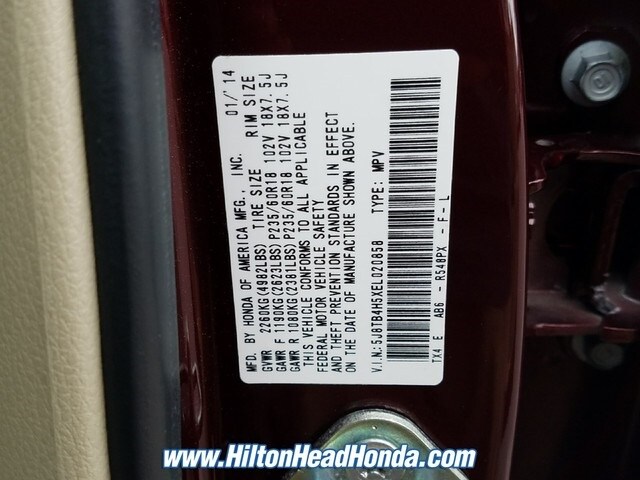 MFD. BY HONDA OF AMERICA MFG., INC. 01/'14
GVWR 2260KG(4982LBS) TIRE SIZE RIM SIZE
GAWR F 1190KG(2623LBS)P235/60R18 102V 18X7.5J
GAWR R 1080KG(2381LBS)P235/60R18 102V 18X7.5J
THIS VEHICLE CONFORMS TO ALL APPLICABLE
FEDERAL MOTOR VEHICLE SAFETY
AND THEFT PREVENTION STANDARDS IN EFFECT
ON THE DATE OF MANUFACTURE SHOWN ABOVE.
V.I.N.:5J8TB4H5XEL020858 TYPE: MPV
TX4 E AB6 - R548PX - F - L
www.HiltonHeadHonda.com